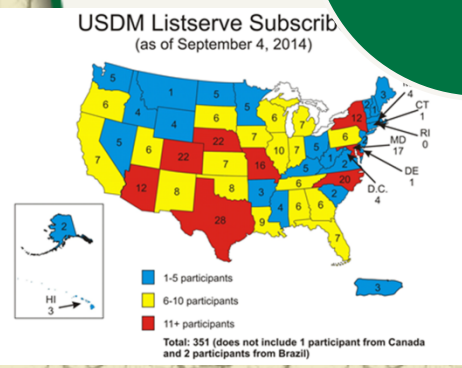 USDM Listserve Subscrib
(as of September 4, 2014)
5 1 5 5 3
6 4 6 6 7 2 1 4
4 12 CT
1
5 22 7 6 RI
0
7 6 22 10 7 5 MD
17
7 16 1 2 DE
1
12 8 8 3 5 20 D.C.
4
6 2
28 9 4 6 6
7
2
HI
3
3
1-5 participants
6-10 participants
11+ participants
Total: 351 (does not include 1 participant from Canada
and 2 participants from Brazil)